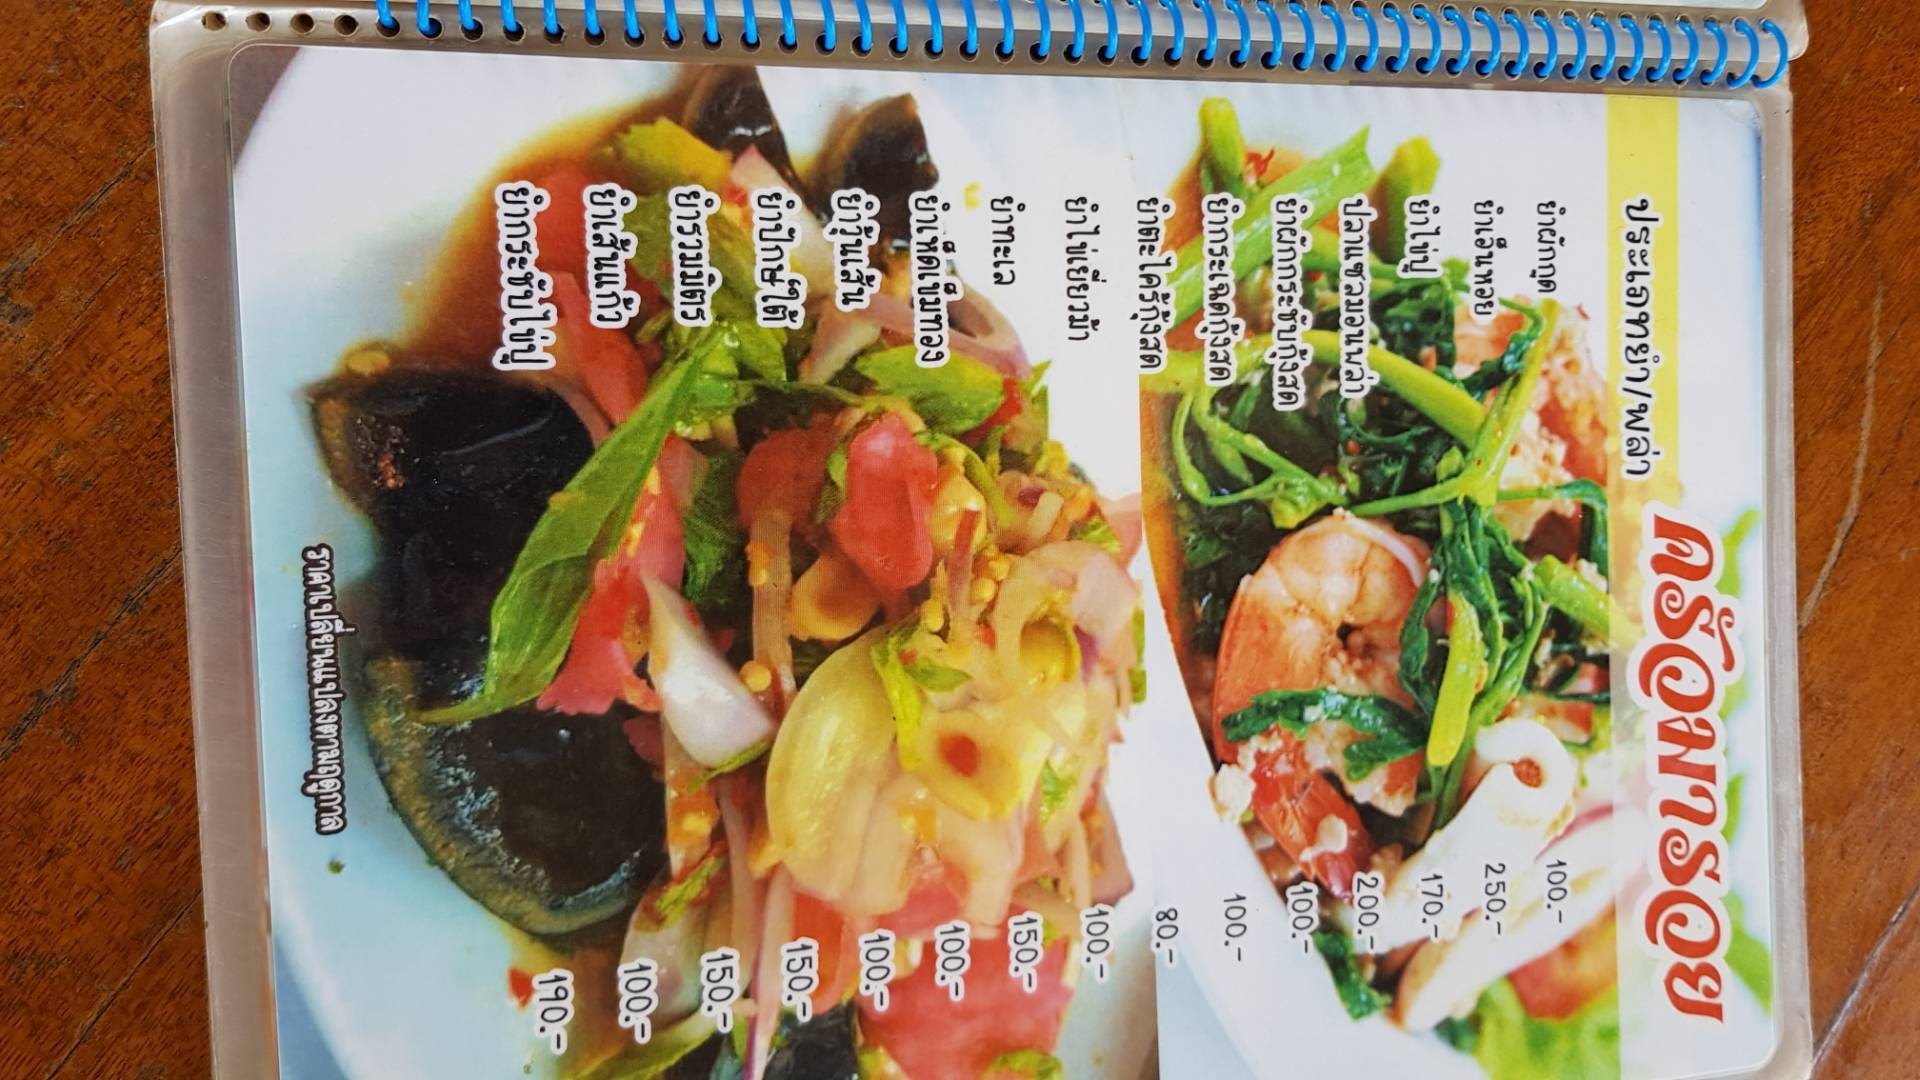 ครัวมารวย
ประเภทยำ/พล่า
ยำผักกูด 100.-
ยำเอ็นหอย 250.-
ยำไข่ปู 170.-
ปลาแซวมอนพล่า 200.-
ยำผักกระชับกุ้งสด 100.-
ยำกระเฉดกุ้งสด 100.-
ยำตะไคร้กุ้งสด 80.-
ยำไข่เยี่ยวม้า 100.-
ยำทะเล 150.-
ยำเห็ดเข็มทอง 100.-
ยำวุ้นเส้น 100.-
ยำปักษ์ใต้ 150.-
ยำรวมมิตร 150.-
ยำเส้นแก้ว 100.-
ยำกระชับไข่ปู 190.-
ราคาเปลี่ยนแปลงตามฤดูกาล